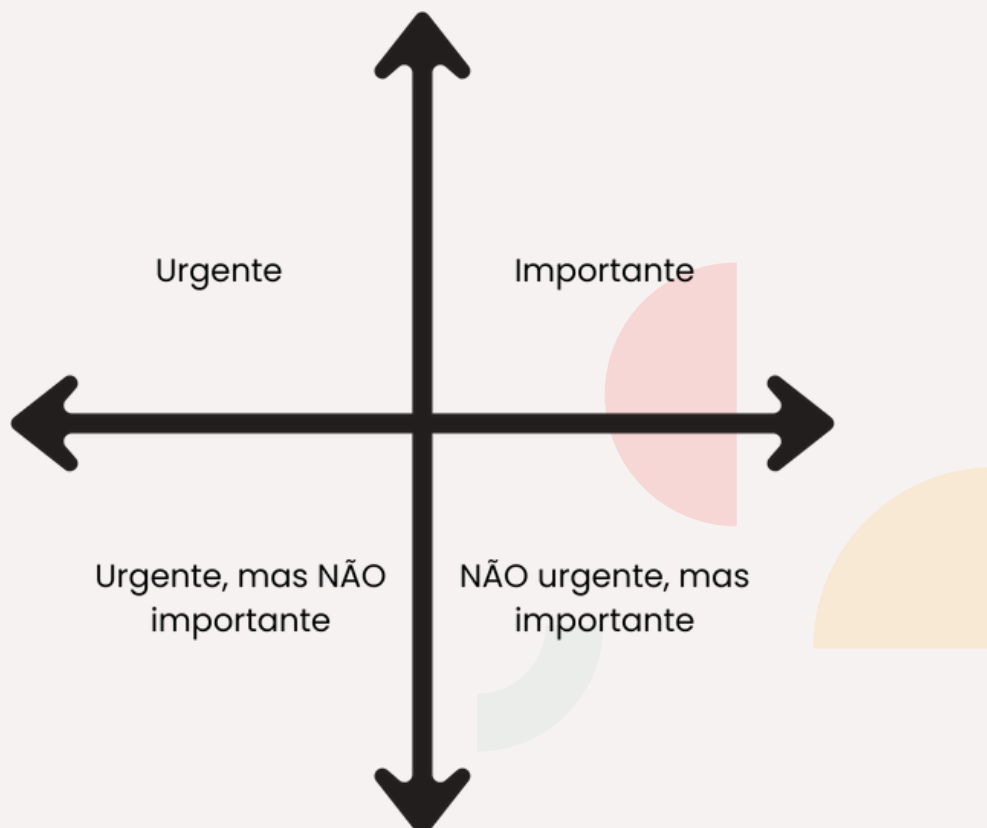 Urgente
Importante
Urgente, mas NÃO
importante
NÃO urgente, mas
importante